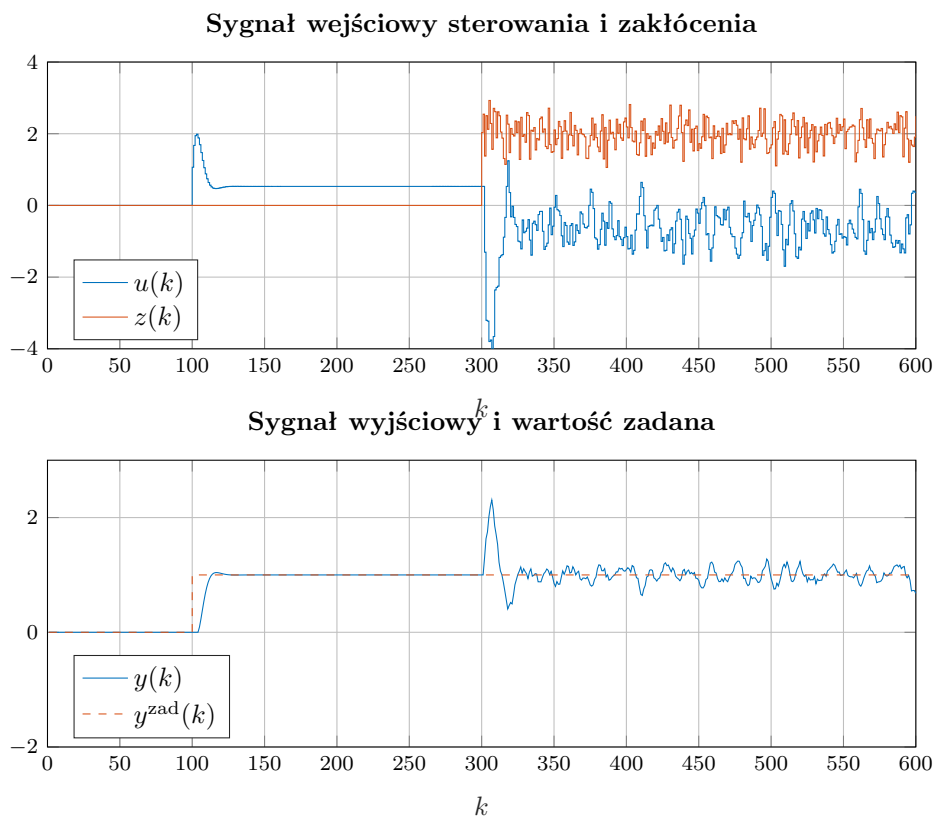 Sygnał wejściowy sterowania i zakłócenia
4
2
0
−2
−4
u(k)
z(k)
0 50 100 150 200 250 300 350 400 450 500 550 600
k
Sygnał wyjściowy i wartość zadana
2
0
−2
y(k)
y^zad(k)
0 50 100 150 200 250 300 350 400 450 500 550 600
k